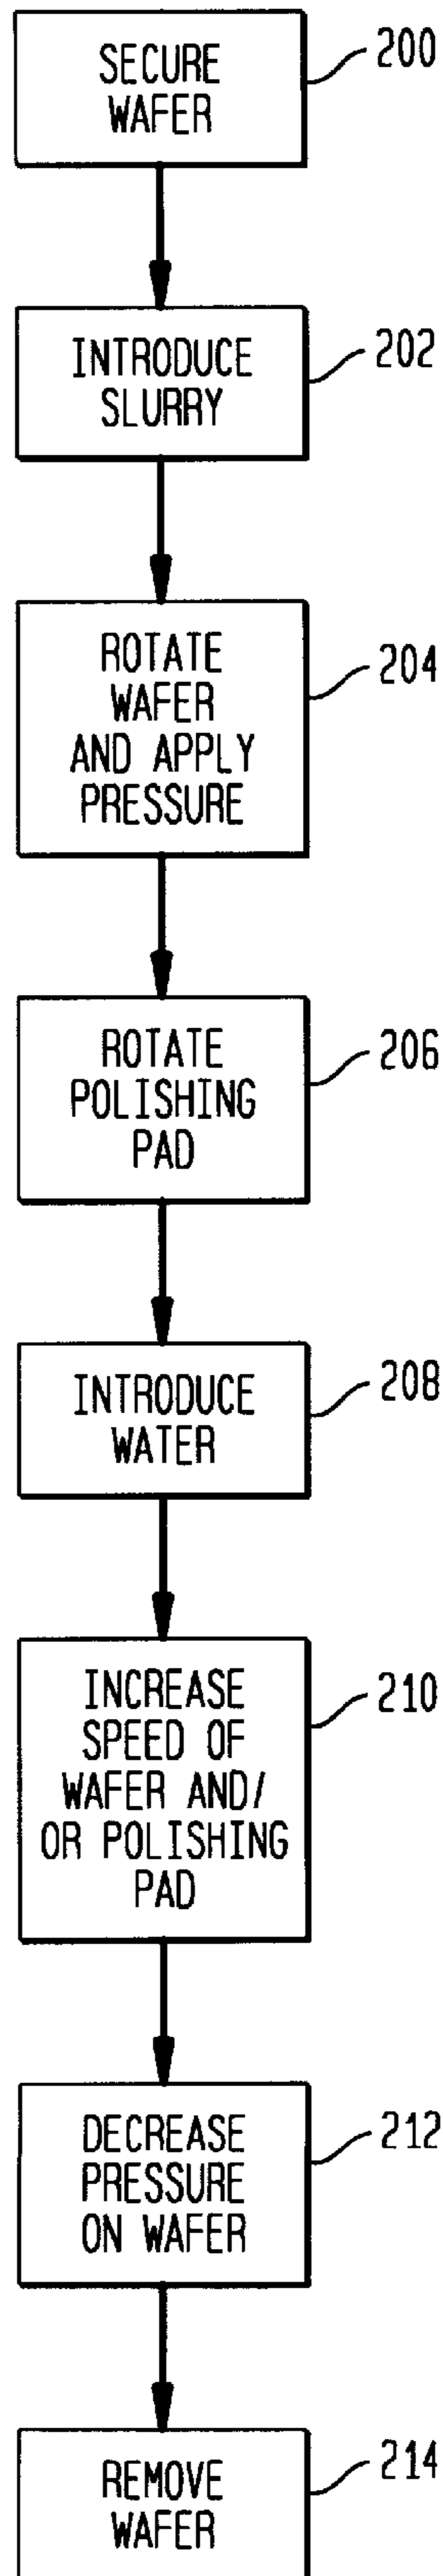 SECURE
WAFER
200
INTRODUCE
SLURRY
202
ROTATE
WAFER
AND APPLY
PRESSURE
204
ROTATE
POLISHING
PAD
206
INTRODUCE
WATER
208
INCREASE
SPEED OF
WAFER AND/
OR POLISHING
PAD
210
DECREASE
PRESSURE
ON WAFER
212
REMOVE
WAFER
214